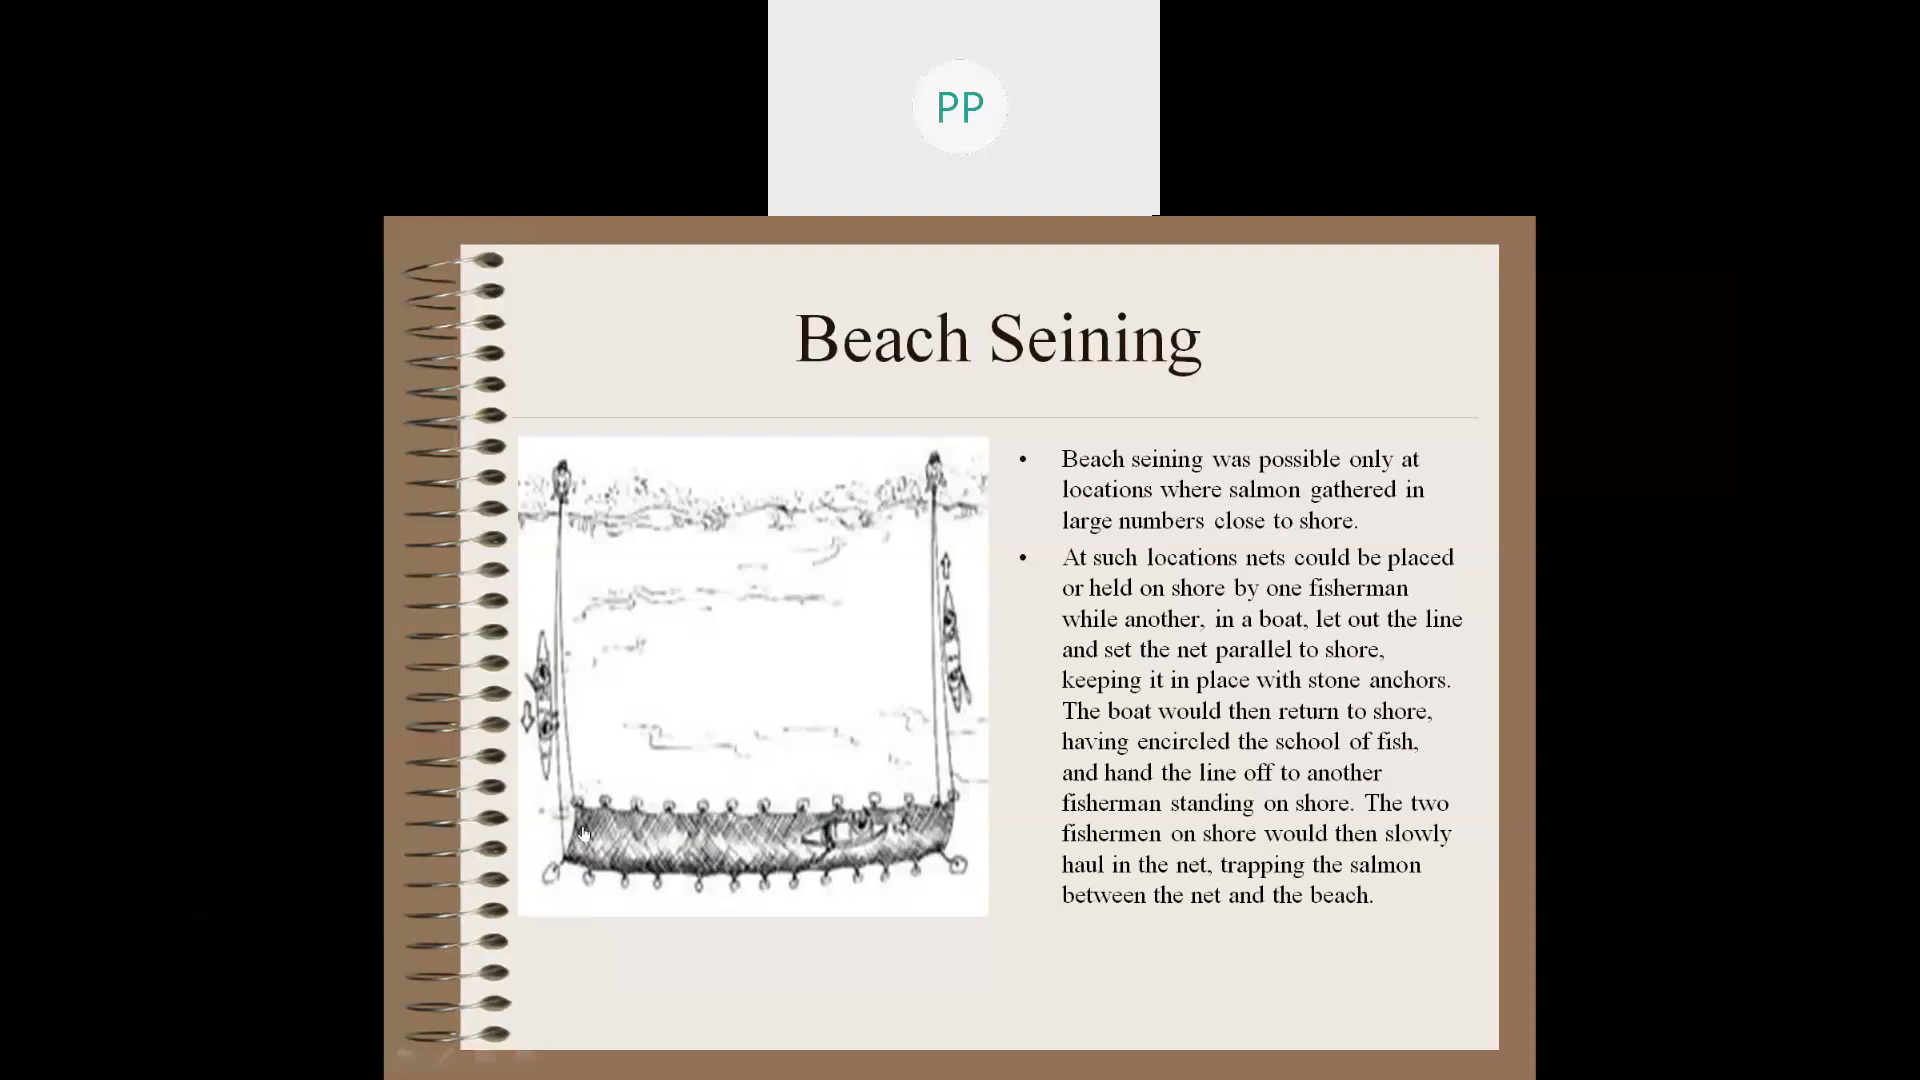 PP
Beach Seining
• Beach seining was possible only at
locations where salmon gathered in
large numbers close to shore.
• At such locations nets could be placed
or held on shore by one fisherman
while another, in a boat, let out the line
and set the net parallel to shore,
keeping it in place with stone anchors.
The boat would then return to shore,
having encircled the school of fish,
and hand the line off to another
fisherman standing on shore. The two
fishermen on shore would then slowly
haul in the net, trapping the salmon
between the net and the beach.